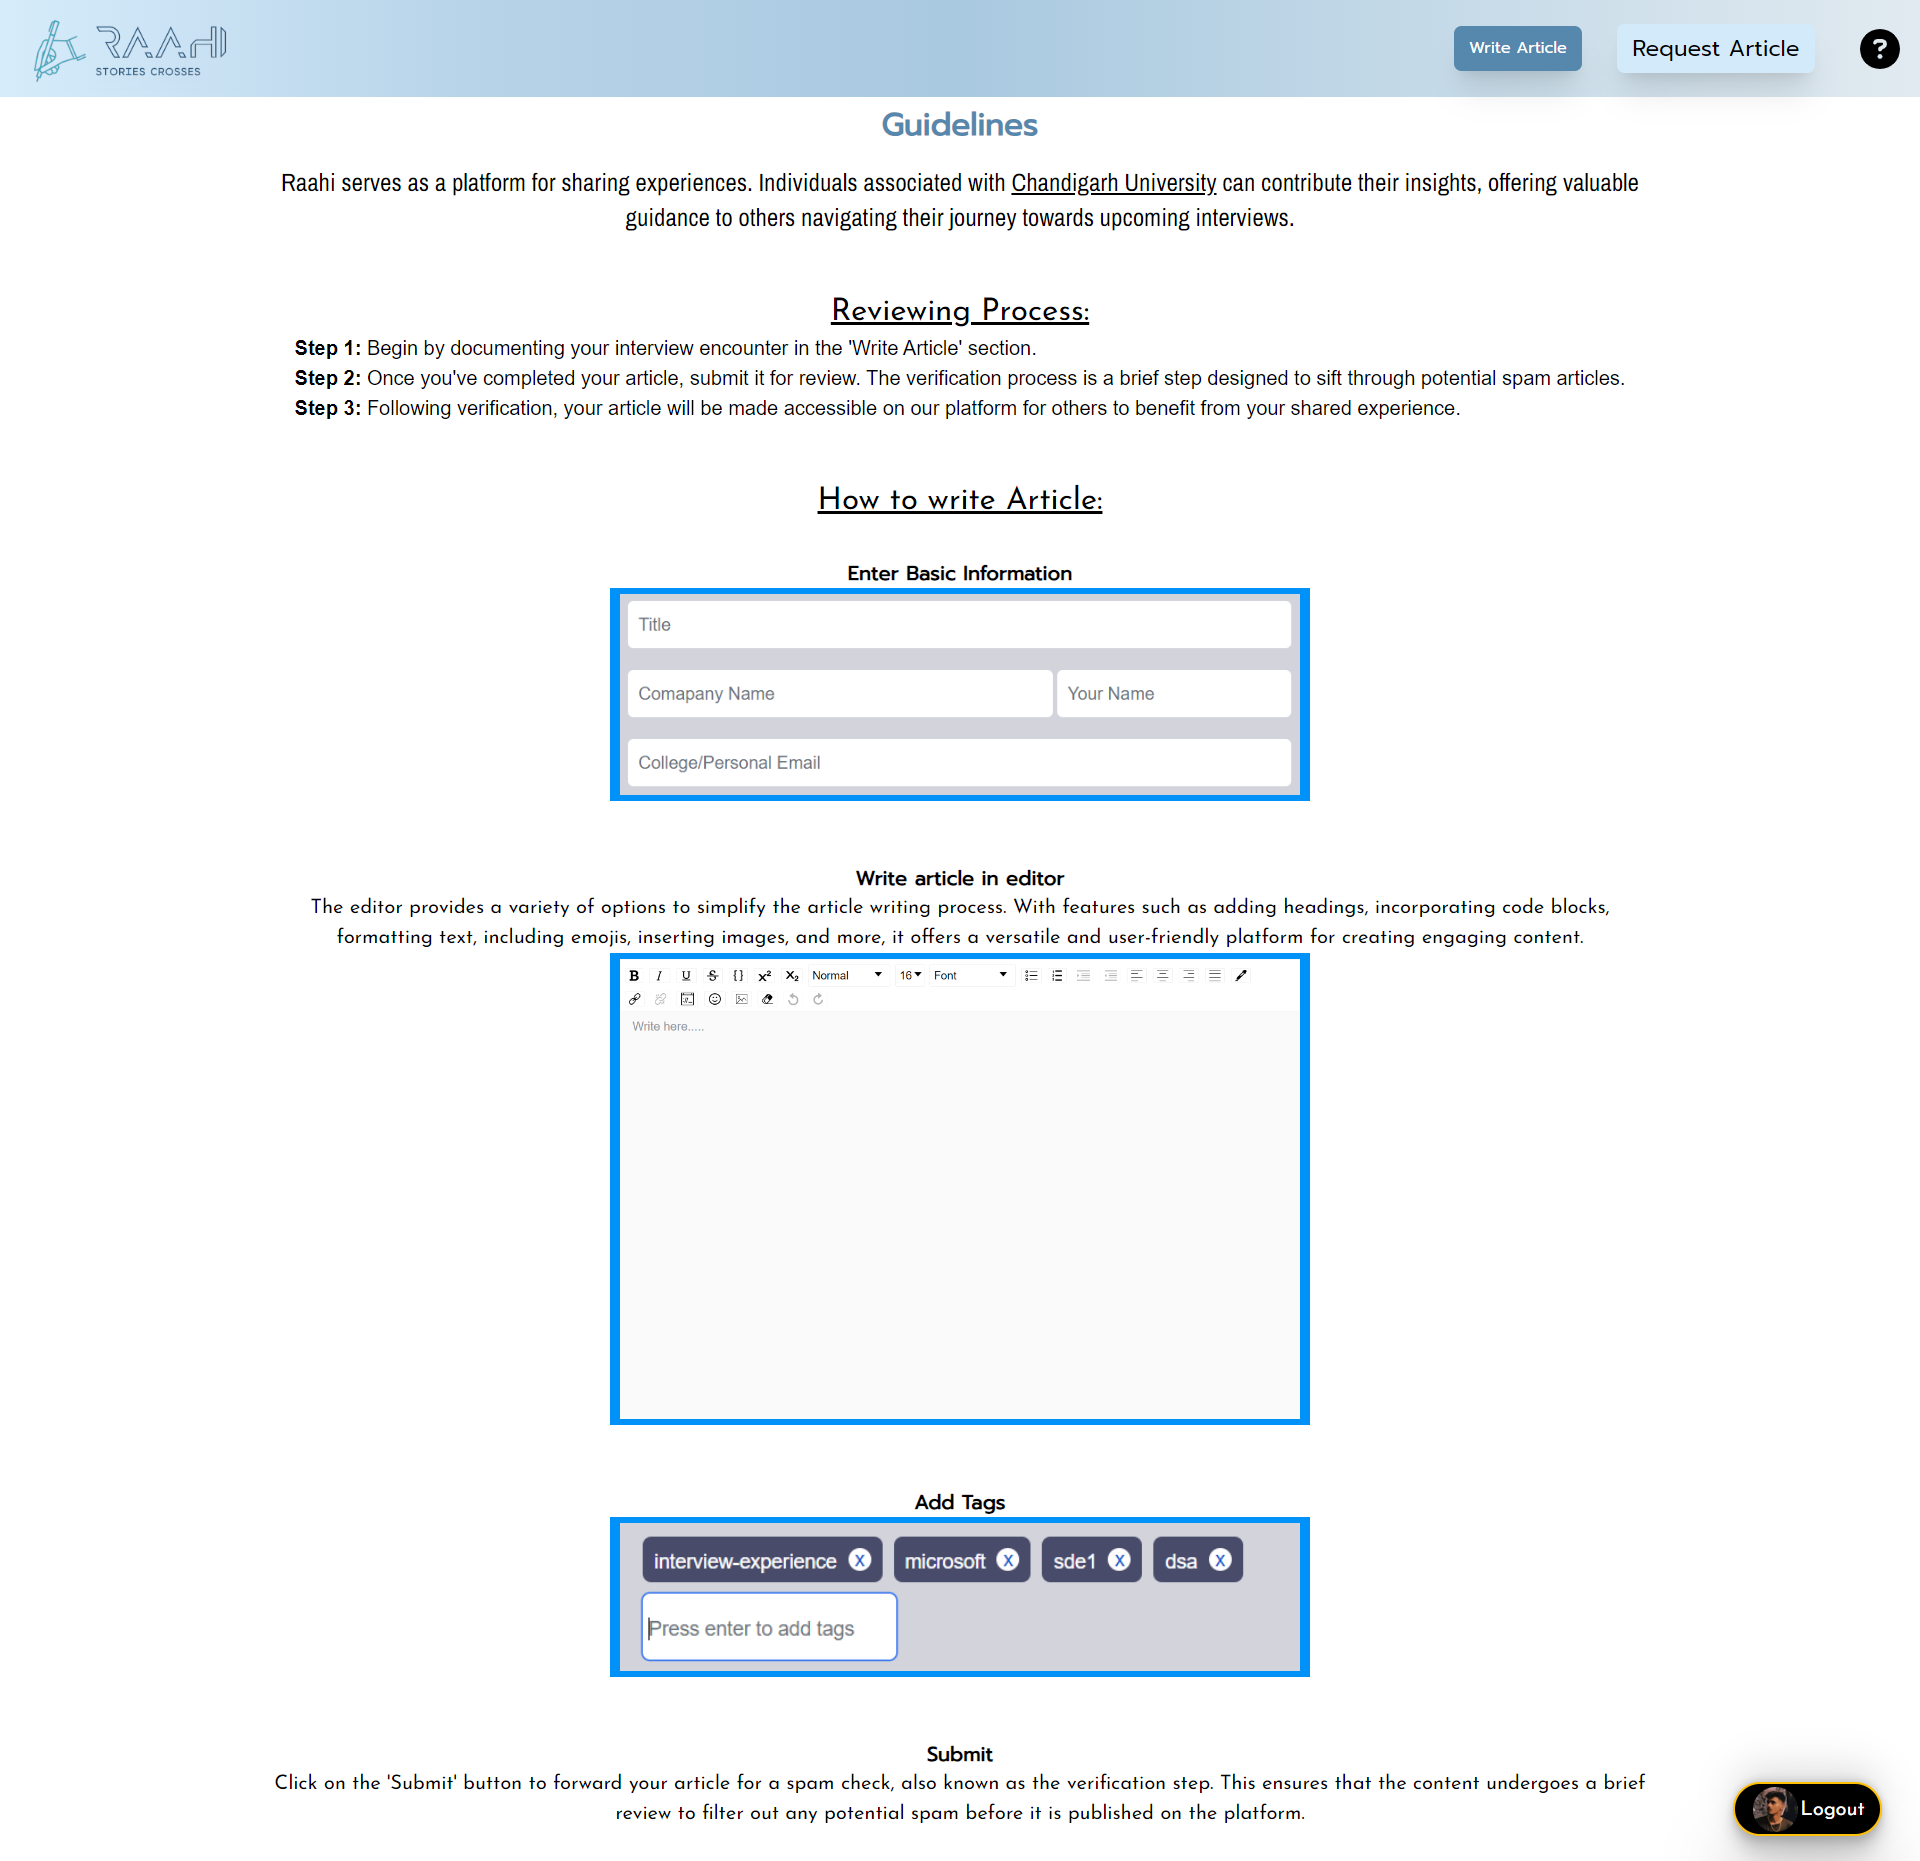 RAAHI
STORIES CROSSES
Write Article
Request Article
?
Guidelines
Raahi serves as a platform for sharing experiences. Individuals associated with Chandigarh University can contribute their insights, offering valuable
guidance to others navigating their journey towards upcoming interviews.
Reviewing Process:
Step 1: Begin by documenting your interview encounter in the 'Write Article' section.
Step 2: Once you've completed your article, submit it for review. The verification process is a brief step designed to sift through potential spam articles.
Step 3: Following verification, your article will be made accessible on our platform for others to benefit from your shared experience.
How to write Article:
Enter Basic Information
Title
Comapany Name Your Name
College/Personal Email
Write article in editor
The editor provides a variety of options to simplify the article writing process. With features such as adding headings, incorporating code blocks,
formatting text, including emojis, inserting images, and more, it offers a versatile and user-friendly platform for creating engaging content.
B I U S {} x² X₂ Normal 16 Font
Write here.....
Add Tags
interview-experience X microsoft X sde1 X dsa X
Press enter to add tags
Submit
Click on the 'Submit' button to forward your article for a spam check, also known as the verification step. This ensures that the content undergoes a brief
review to filter out any potential spam before it is published on the platform.
Logout